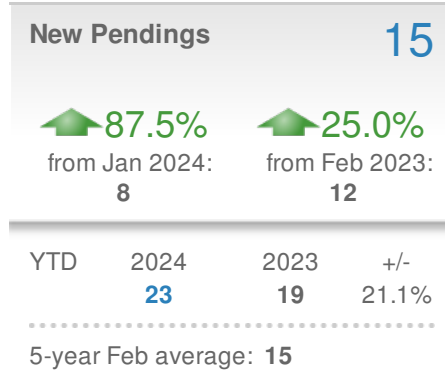 New Pendings 15
87.5% 25.0%
from Jan 2024: from Feb 2023:
8 12
YTD 2024 2023 +/-
23 19 21.1%
5-year Feb average: 15